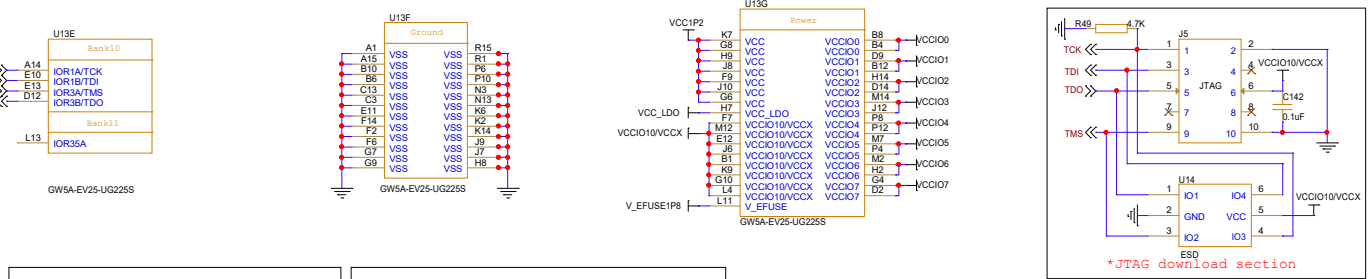 U13E
Bank10
A14 IOR1A/TCK
E10 IOR1B/TDI
E13 IOR3A/TMS
D12 IOR3B/TDO
Bank11
L13 IOR35A
GW5A-EV25-UG225S
U13F
Ground
A1 VSS VSS R15
A15 VSS VSS R1
B10 VSS VSS P6
B6 VSS VSS P10
C13 VSS VSS N3
C3 VSS VSS N13
E11 VSS VSS K6
F14 VSS VSS K2
F2 VSS VSS K14
F6 VSS VSS J9
G7 VSS VSS J7
G9 VSS VSS H8
GW5A-EV25-UG225S
U13G
VCC1P2
Power
K7 VCC VCCIO0 B8 VCCIO0
G8 VCC VCCIO0 B4
H9 VCC VCCIO1 D9 VCCIO1
J8 VCC VCCIO1 B12
F9 VCC VCCIO2 H14 VCCIO2
J10 VCC VCCIO2 D14
G6 VCC VCCIO3 M14 VCCIO3
VCC_LDO H7 VCC_LDO VCCIO3 J12
F7 VCCIO10/VCCX VCCIO4 P8 VCCIO4
VCCIO10/VCCX M12 VCCIO10/VCCX VCCIO4 P12
E12 VCCIO10/VCCX VCCIO5 M7 VCCIO5
J6 VCCIO10/VCCX VCCIO5 P4
B1 VCCIO10/VCCX VCCIO6 M2 VCCIO6
K9 VCCIO10/VCCX VCCIO6 H2
G10 VCCIO10/VCCX VCCIO7 G4 VCCIO7
L4 VCCIO10/VCCX VCCIO7 D2
V_EFUSE1P8 L11 V_EFUSE
GW5A-EV25-UG225S
R49 4.7K
J5
TCK 1 1 2 2
TDI 3 3 4 4 VCCIO10/VCCX
TDO 5 5 JTAG 6 6
C142
7 7 8 8 0.1uF
TMS 9 9 10 10
U14
1 IO1 IO4 6
VCCIO10/VCCX
2 GND VCC 5
3 IO2 IO3 4
ESD
*JTAG download section